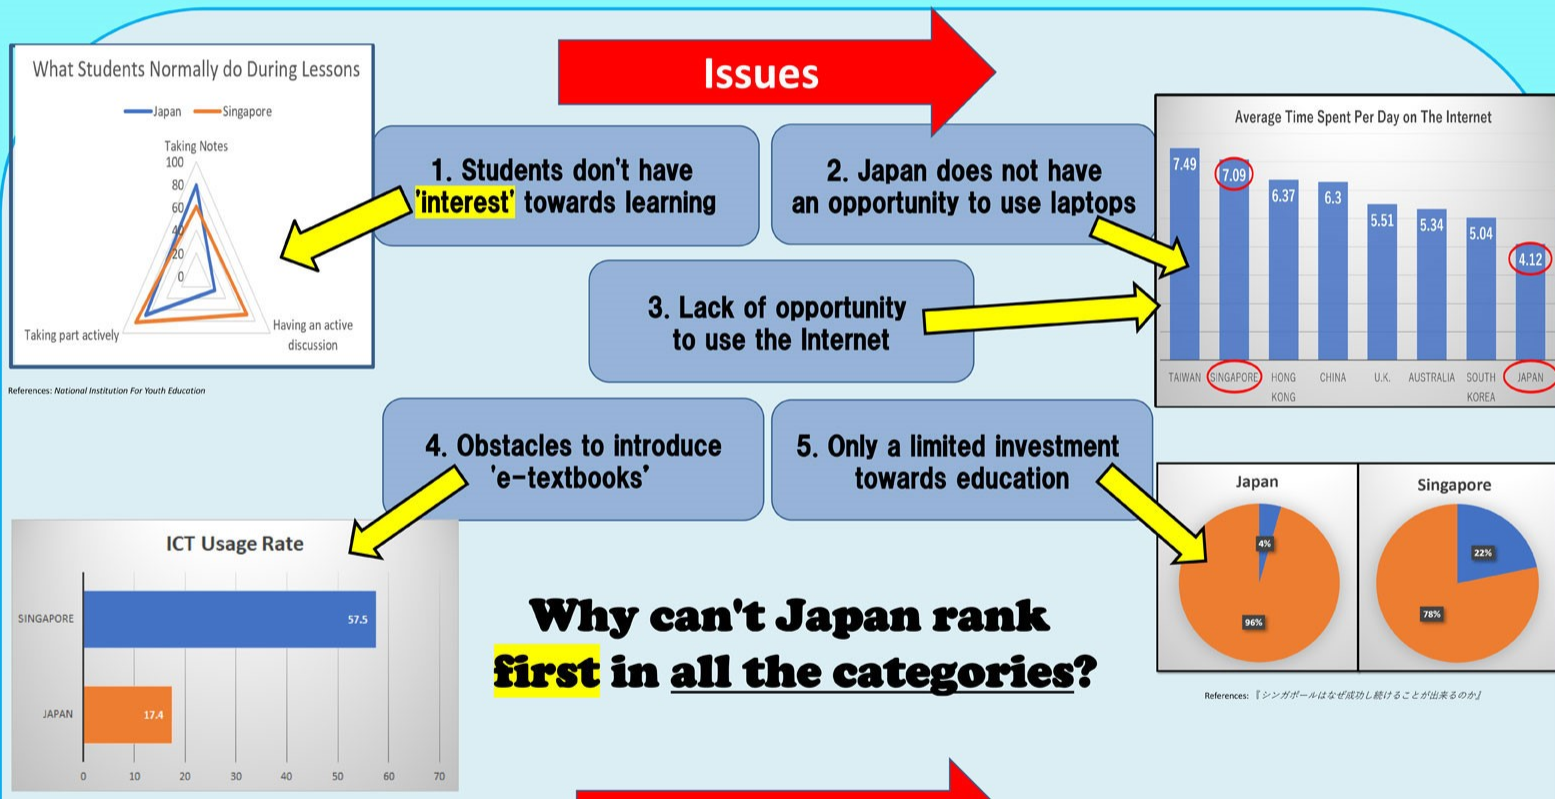 Issues
What Students Normally do During Lessons
Japan
Singapore
Taking Notes
100
80
60
40
20
0
Taking part actively
Having an active
discussion
References: National Institution For Youth Education
1. Students don't have
'interest' towards learning
2. Japan does not have
an opportunity to use laptops
3. Lack of opportunity
to use the Internet
Average Time Spent Per Day on The Internet
7.49
7.09
6.37
6.3
5.51
5.34
5.04
4.12
TAIWAN
SINGAPORE
HONG
KONG
CHINA
U.K.
AUSTRALIA
SOUTH
KOREA
JAPAN
4. Obstacles to introduce
'e-textbooks'
5. Only a limited investment
towards education
ICT Usage Rate
SINGAPORE
57.5
JAPAN
17.4
0 10 20 30 40 50 60 70
Why can't Japan rank
first in all the categories?
Japan
4%
96%
Singapore
22%
78%
References: 『シンガポールはなぜ成功し続けることが出来るのか』